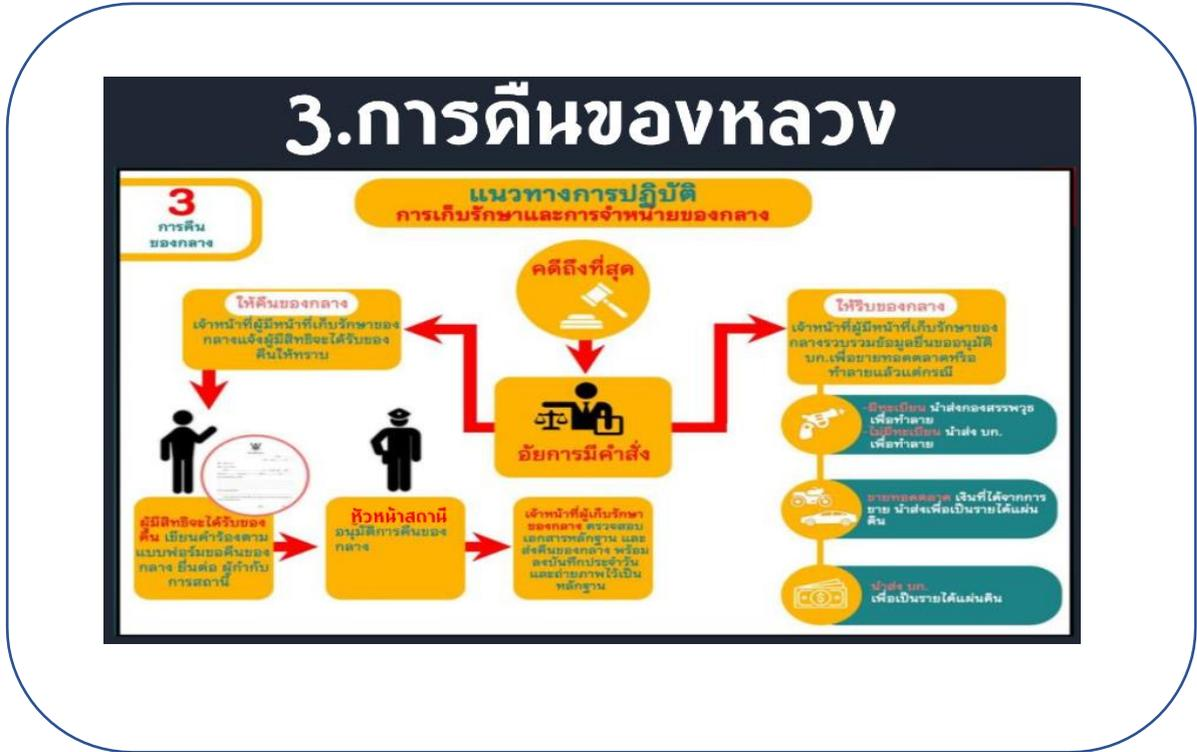 3.การคืนของหลวง
3
การคืน
ของกลาง
แนวทางการปฏิบัติ
การเก็บรักษาและการจำหน่ายของกลาง
คดีถึงที่สุด
อัยการมีคำสั่ง
ให้คืนของกลาง
เจ้าหน้าที่ผู้มีหน้าที่เก็บรักษาของ
กลางแจ้งผู้มีสิทธิจะได้รับของ
คืนให้ทราบ
ผู้มีสิทธิจะได้รับของ
คืน เขียนคำร้องตาม
แบบฟอร์มขอคืนของ
กลาง ยื่นต่อ ผู้กำกับ
การสถานี
หัวหน้าสถานี
อนุมัติการคืนของ
กลาง
เจ้าหน้าที่ผู้เก็บรักษา
ของกลาง ตรวจสอบ
เอกสารหลักฐาน และ
ส่งคืนของกลาง พร้อม
ลงบันทึกประจำวัน
และถ่ายภาพไว้เป็น
หลักฐาน
ให้ริบของกลาง
เจ้าหน้าที่ผู้มีหน้าที่เก็บรักษาของ
กลางรวบรวมข้อมูลยื่นขออนุมัติ
บก.เพื่อขายทอดตลาดหรือ
ทำลายแล้วแต่กรณี
-มีทะเบียน นำส่งกองสรรพวุธ
เพื่อทำลาย
-ไม่มีทะเบียน นำส่ง บก.
เพื่อทำลาย
ขายทอดตลาด เงินที่ได้จากการ
ขาย นำส่งเพื่อเป็นรายได้แผ่น
ดิน
นำส่ง บก.
เพื่อเป็นรายได้แผ่นดิน